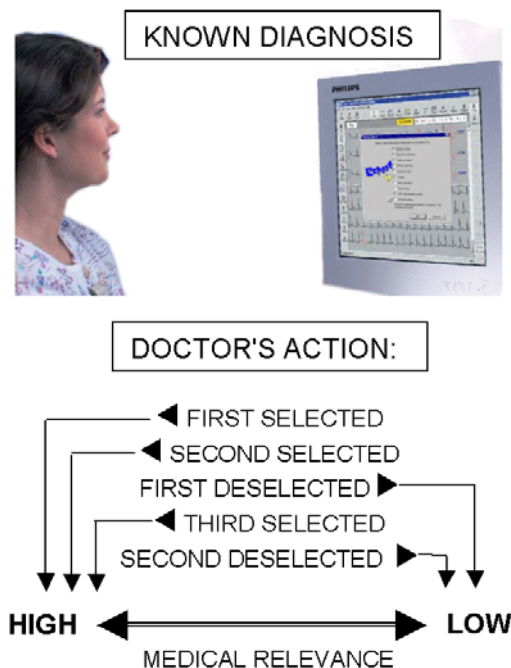 KNOWN DIAGNOSIS
PHILIPS
Expert
DOCTOR'S ACTION:
FIRST SELECTED
SECOND SELECTED
FIRST DESELECTED
THIRD SELECTED
SECOND DESELECTED
HIGH
LOW
MEDICAL RELEVANCE